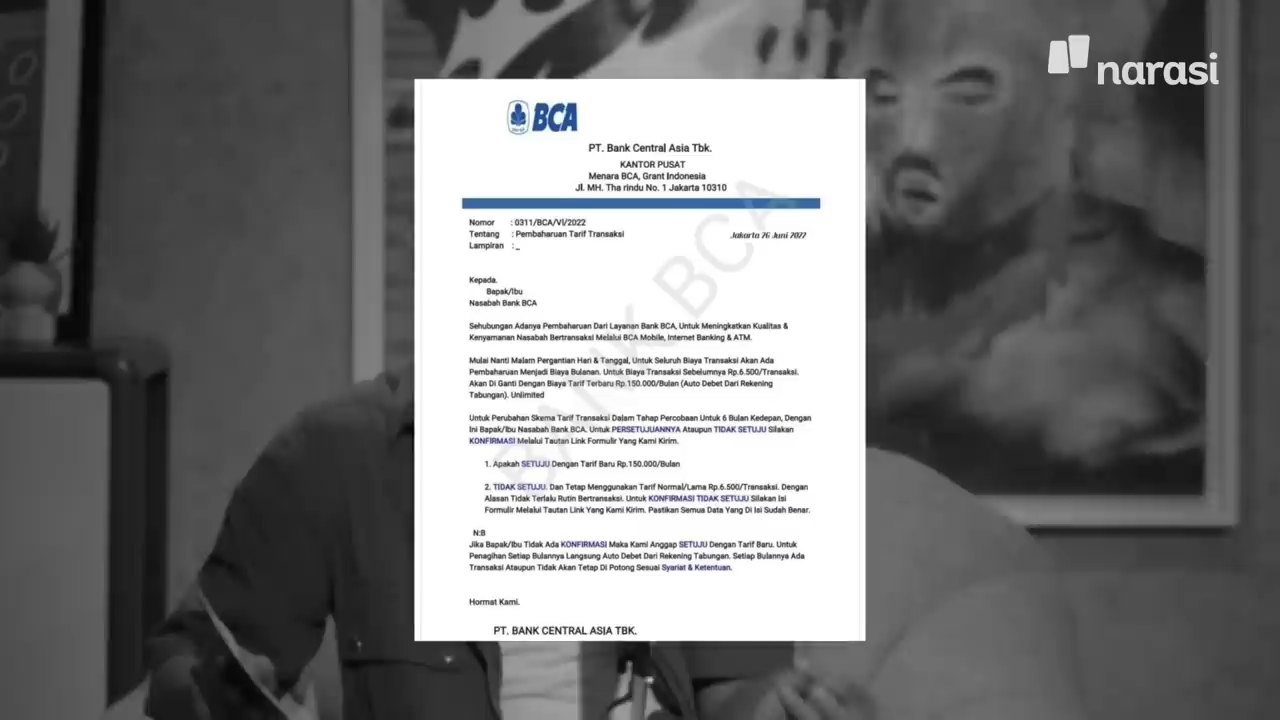 narasi
BCA
PT. Bank Central Asia Tbk.
KANTOR PUSAT
Menara BCA, Grant Indonesia
Jl. MH. Tha rindu No. 1 Jakarta 10310
Nomor : 0311/BCA/VI/2022
Tentang : Pembaharuan Tarif Transaksi
Jakarta 26 Juni 2022
Lampiran : _
Kepada.
Bapak/Ibu
Nasabah Bank BCA
Sehubungan Adanya Pembaharuan Dari Layanan Bank BCA, Untuk Meningkatkan Kualitas &
Kenyamanan Nasabah Bertransaksi Melalui BCA Mobile, Internet Banking & ATM.
Mulai Nanti Malam Pergantian Hari & Tanggal, Untuk Seluruh Biaya Transaksi Akan Ada
Pembaharuan Menjadi Biaya Bulanan. Untuk Biaya Transaksi Sebelumnya Rp.6.500/Transaksi.
Akan Di Ganti Dengan Biaya Tarif Terbaru Rp.150.000/Bulan (Auto Debet Dari Rekening
Tabungan). Unlimited
Untuk Perubahan Skema Tarif Transaksi Dalam Tahap Percobaan Untuk 6 Bulan Kedepan, Dengan
Ini Bapak/Ibu Nasabah Bank BCA. Untuk PERSETUJUANNYA Ataupun TIDAK SETUJU Silakan
KONFIRMASI Melalui Tautan Link Formulir Yang Kami Kirim.
1. Apakah SETUJU Dengan Tarif Baru Rp.150.000/Bulan
2. TIDAK SETUJU. Dan Tetap Menggunakan Tarif Normal/Lama Rp.6.500/Transaksi. Dengan
Alasan Tidak Terlalu Rutin Bertransaksi. Untuk KONFIRMASI TIDAK SETUJU Silakan Isi
Formulir Melalui Tautan Link Yang Kami Kirim. Pastikan Semua Data Yang Di Isi Sudah Benar.
N:B
Jika Bapak/Ibu Tidak Ada KONFIRMASI Maka Kami Anggap SETUJU Dengan Tarif Baru. Untuk
Penagihan Setiap Bulannya Langsung Auto Debet Dari Rekening Tabungan. Setiap Bulannya Ada
Transaksi Ataupun Tidak Akan Tetap Di Potong Sesuai Syariat & Ketentuan.
Hormat Kami.
PT. BANK CENTRAL ASIA TBK.
BANK BCA